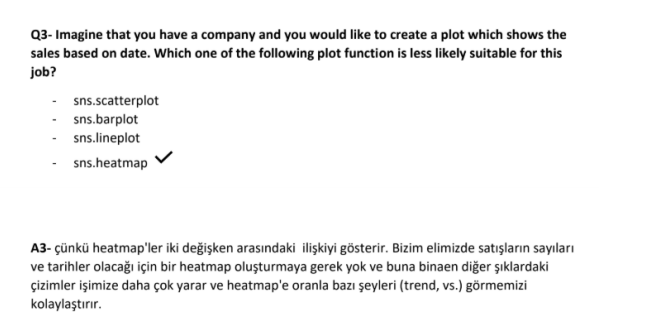 Q3- Imagine that you have a company and you would like to create a plot which shows the
sales based on date. Which one of the following plot function is less likely suitable for this
job?
- sns.scatterplot
- sns.barplot
- sns.lineplot
- sns.heatmap ✓
A3- çünkü heatmap'ler iki değişken arasındaki ilişkiyi gösterir. Bizim elimizde satışların sayıları
ve tarihler olacağı için bir heatmap oluşturmaya gerek yok ve buna binaen diğer şıklardaki
çizimler işimize daha çok yarar ve heatmap'e oranla bazı şeyleri (trend, vs.) görmemizi
kolaylaştırır.